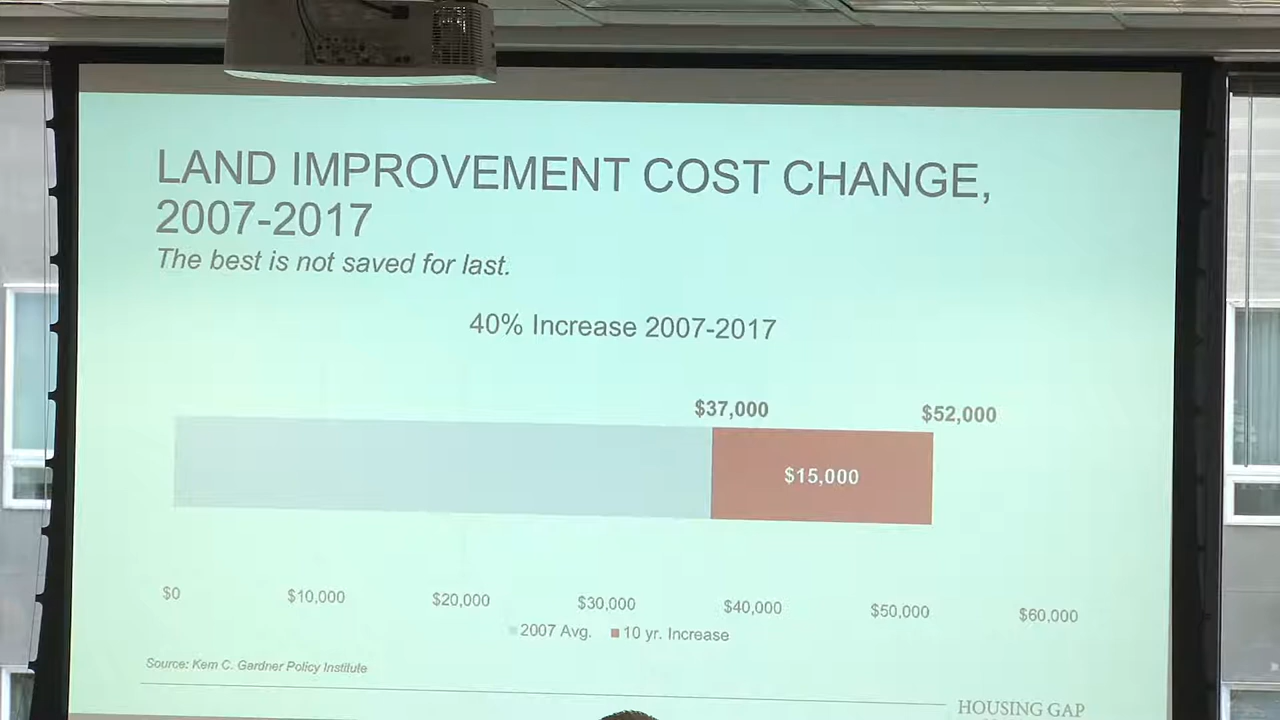 LAND IMPROVEMENT COST CHANGE,
2007-2017
The best is not saved for last.
40% Increase 2007-2017
$37,000
$52,000
$15,000
$0
$10,000
$20,000
$30,000
$40,000
$50,000
$60,000
2007 Avg.
10 yr. Increase
Source: Kem C. Gardner Policy Institute
HOUSING GAP